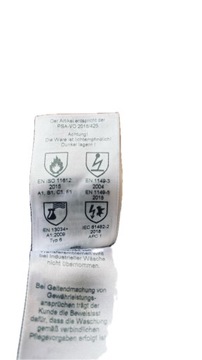 Der Artikel entspricht der
PSA-VO 2016/425
Achtung!
Die Ware ist lichtempfindlich!
Dunkel lagern!
EN ISO 11612
2015
A1, B1, C1, F1
EN 1149-3
2004
EN 1149-5
2018
EN 13034+
A1:2009
Typ 6
IEC 61482-2
2018
APC 1
bei Industrieller Wäsche
Nicht übernommen.
Bei Geltendmachung von
Gewährleistungs-
ansprüchen trägt der
Kunde die Beweislast
dafür, dass die Waschung
gemäß verbindlichen
Pflegevorgaben erfolgt ist.